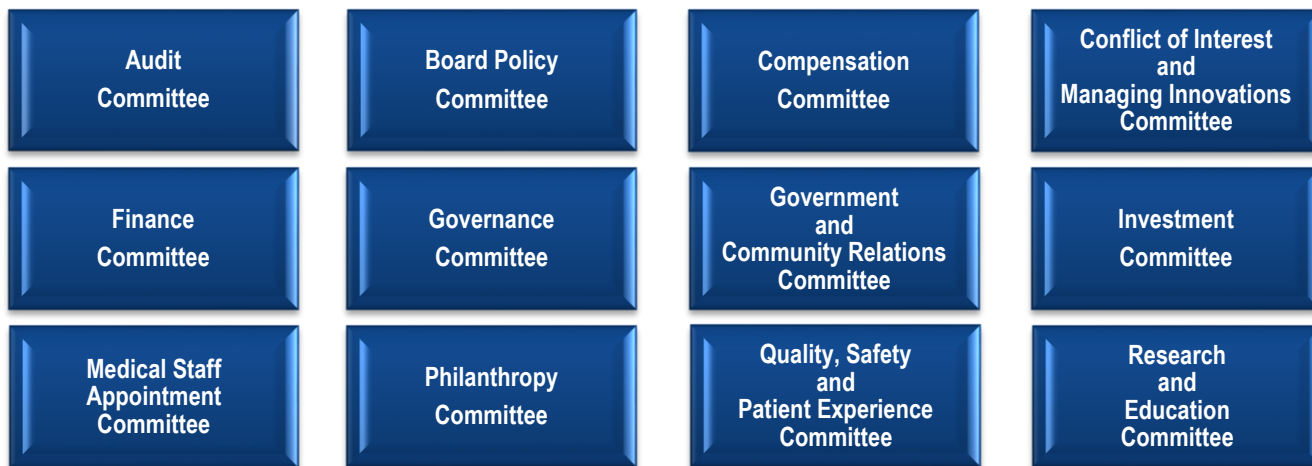 Audit
Committee
Board Policy
Committee
Compensation
Committee
Conflict of Interest
and
Managing Innovations
Committee
Finance
Committee
Governance
Committee
Government
and
Community Relations
Committee
Investment
Committee
Medical Staff
Appointment
Committee
Philanthropy
Committee
Quality, Safety
and
Patient Experience
Committee
Research
and
Education
Committee